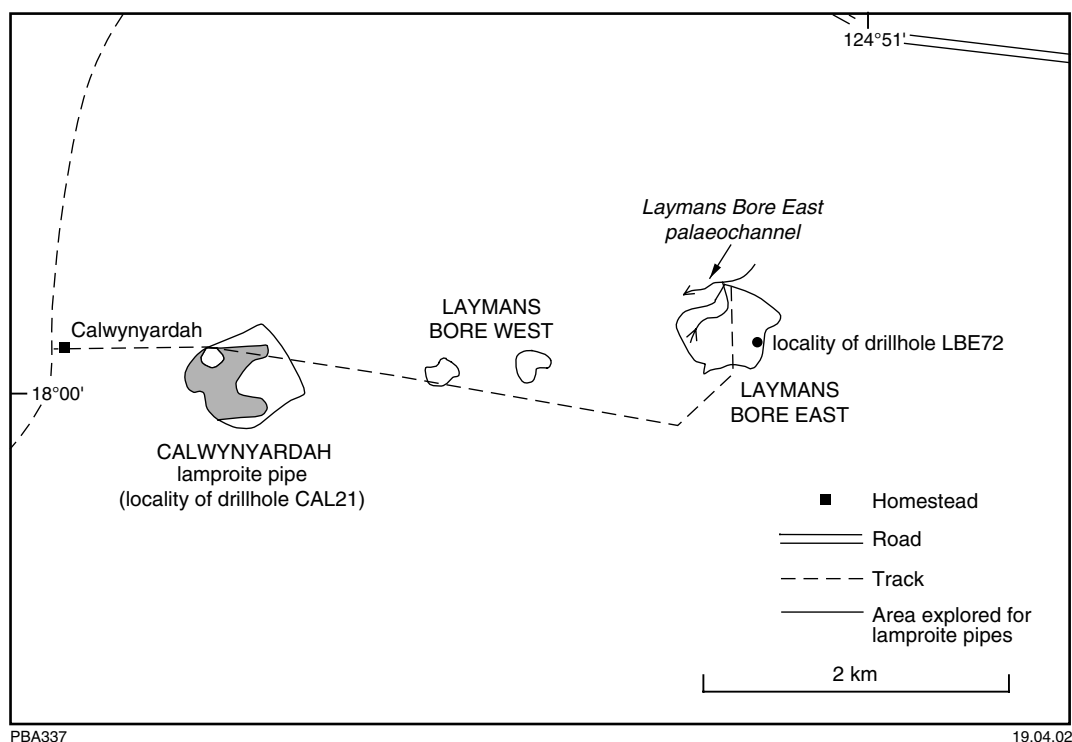 124°51'
Laymans Bore East
palaeochannel
LAYMANS
BORE WEST
Calwynyardah
locality of drillhole LBE72
18°00'
LAYMANS
BORE EAST
CALWYNYARDAH
lamproite pipe
(locality of drillhole CAL21)
Homestead
Road
Track
Area explored for
lamproite pipes
2 km
PBA337
19.04.02